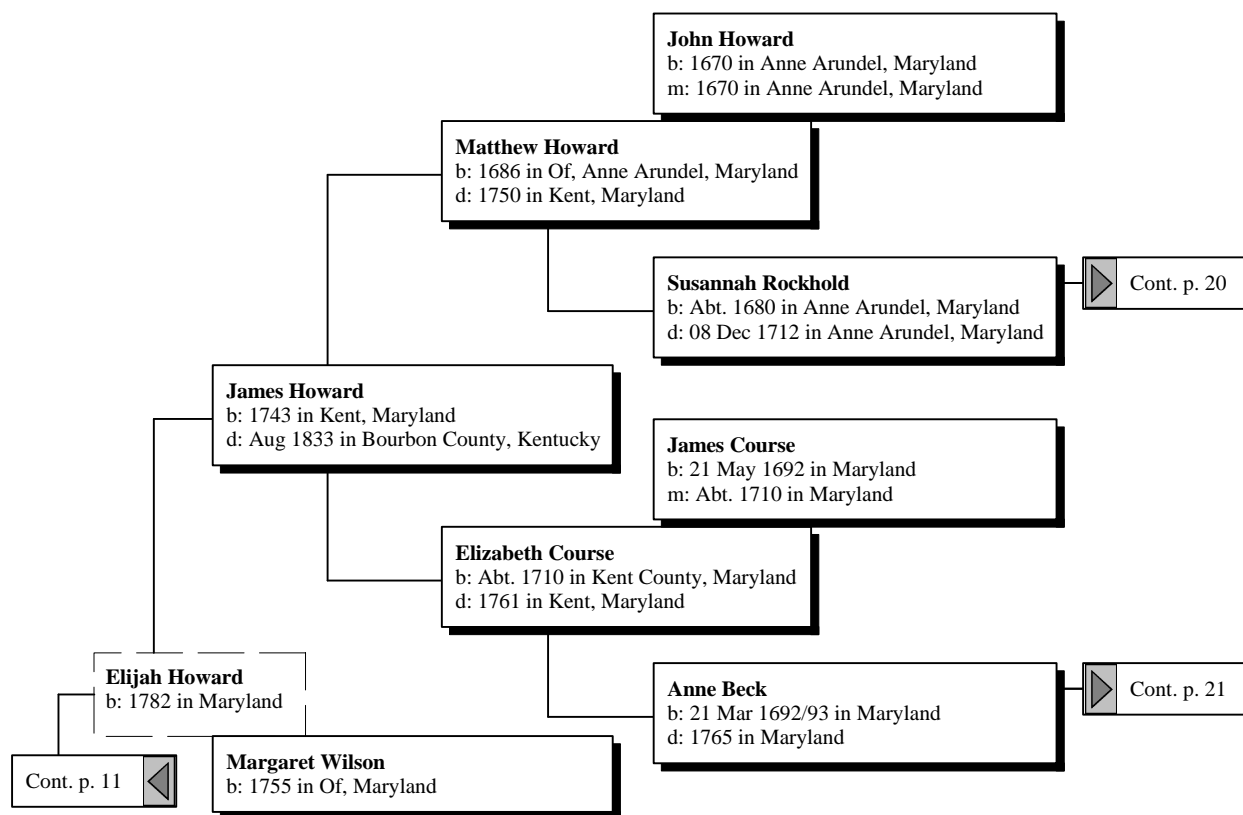 John Howard
b: 1670 in Anne Arundel, Maryland
m: 1670 in Anne Arundel, Maryland
Matthew Howard
b: 1686 in Of, Anne Arundel, Maryland
d: 1750 in Kent, Maryland
Susannah Rockhold
b: Abt. 1680 in Anne Arundel, Maryland
d: 08 Dec 1712 in Anne Arundel, Maryland
Cont. p. 20
James Howard
b: 1743 in Kent, Maryland
d: Aug 1833 in Bourbon County, Kentucky
James Course
b: 21 May 1692 in Maryland
m: Abt. 1710 in Maryland
Elizabeth Course
b: Abt. 1710 in Kent County, Maryland
d: 1761 in Kent, Maryland
Elijah Howard
b: 1782 in Maryland
Anne Beck
b: 21 Mar 1692/93 in Maryland
d: 1765 in Maryland
Cont. p. 21
Cont. p. 11
Margaret Wilson
b: 1755 in Of, Maryland